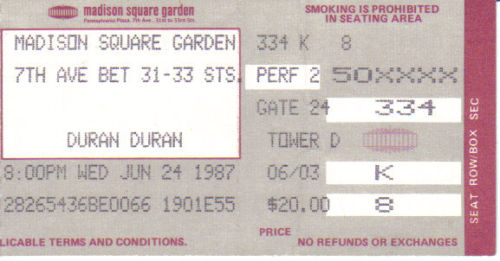 madison square garden
Pennsylvania Plaza, 7th Ave., 31st to 33rd Sts.
SMOKING IS PROHIBITED
IN SEATING AREA
MADISON SQUARE GARDEN 334 K 8
7TH AVE BET 31-33 STS. PERF 2 50XXXX
GATE 24 334
DURAN DURAN TOWER D
8:00PM WED JUN 24 1987 06/03 K
28265436BE0066 1901E55 $20.00 8
PRICE
LICABLE TERMS AND CONDITIONS. NO REFUNDS OR EXCHANGES
SEAT ROW/BOX SEC